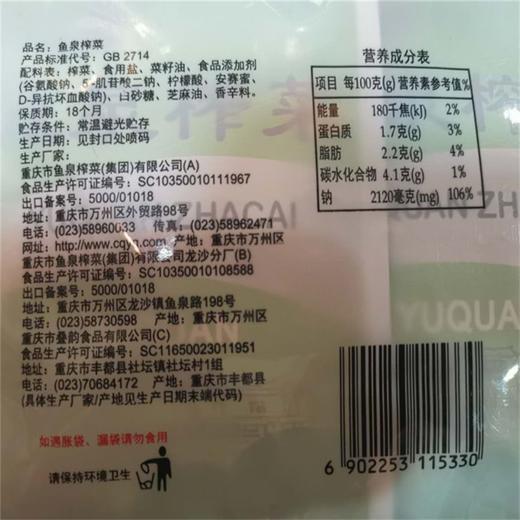 品名：鱼泉榨菜
产品标准代号：GB 2714
配料表：榨菜、食用盐、菜籽油、食品添加剂
(谷氨酸钠、5-肌苷酸二钠、柠檬酸、安赛蜜、
D-异抗坏血酸钠)、白砂糖、芝麻油、香辛料。
保质期：18个月
贮存条件：常温避光贮存
生产日期：见封口处喷码
生产厂家：
重庆市鱼泉榨菜(集团)有限公司(A)
食品生产许可证编号：SC10350010111967
出口备案号：5000/01018
地址：重庆市万州区外贸路98号
电话：(023)58960033 传真：(023)58962471
网址：http://www.cqyq.com 产地：重庆市万州区
重庆市鱼泉榨菜(集团)有限公司龙沙分厂(B)
食品生产许可证编号：SC10350010108588
出口备案号：5000/01018
地址：重庆市万州区龙沙镇鱼泉路198号
电话：(023)58730598 产地：重庆市万州区
重庆市叠韵食品有限公司(C)
食品生产许可证编号：SC11650023011951
地址：重庆市丰都县社坛镇社坛村1组
电话：(023)70684172 产地：重庆市丰都县
(具体生产厂家/产地见生产日期末端代码)
如遇胀袋、漏袋请勿食用
请保持环境卫生
营养成分表
项目 每100克(g) 营养素参考值%
能量 180千焦(kJ) 2%
蛋白质 1.7克(g) 3%
脂肪 2.2克(g) 4%
碳水化合物 4.1克(g) 1%
钠 2120毫克(mg) 106%
榨菜
榨
ZHACAI
YUQUAN ZH
YUQUA
6 902253 115330